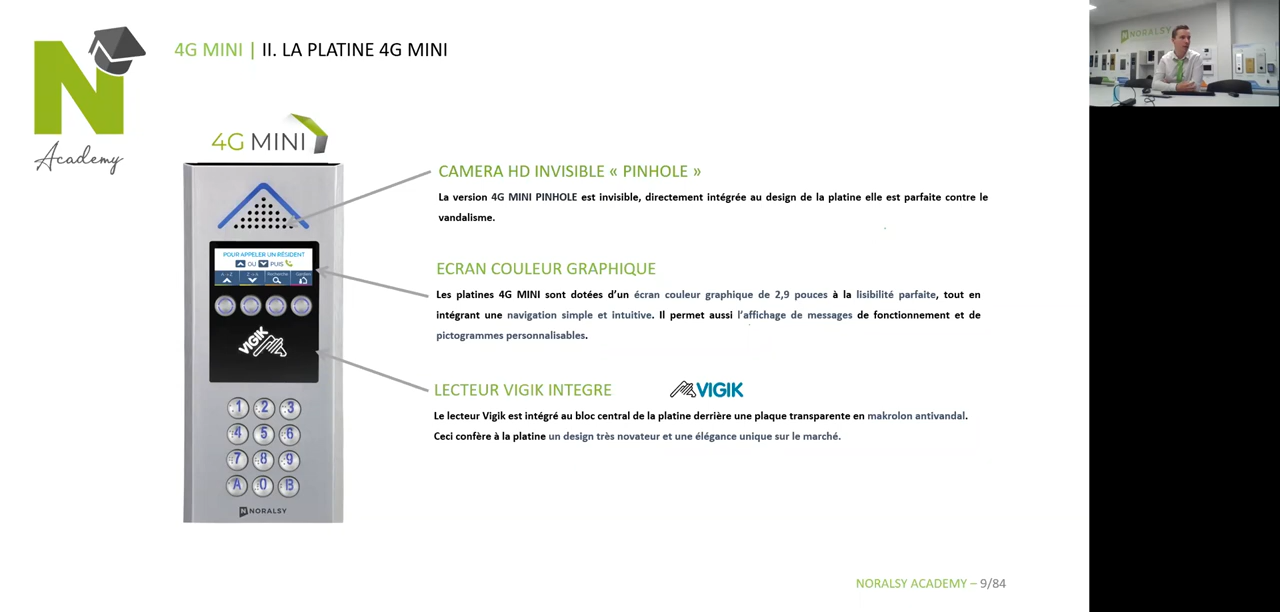 N
Academy
4G MINI | II. LA PLATINE 4G MINI
NORALSY
4G MINI
CAMERA HD INVISIBLE « PINHOLE »
La version 4G MINI PINHOLE est invisible, directement intégrée au design de la platine elle est parfaite contre le
vandalisme.
POUR APPELER UN RÉSIDENT
OU PUIS
A à Z Z à A Recherche Gardien
ECRAN COULEUR GRAPHIQUE
Les platines 4G MINI sont dotées d’un écran couleur graphique de 2,9 pouces à la lisibilité parfaite, tout en
intégrant une navigation simple et intuitive. Il permet aussi l’affichage de messages de fonctionnement et de
pictogrammes personnalisables.
VIGIK
LECTEUR VIGIK INTEGRE
VIGIK
Le lecteur Vigik est intégré au bloc central de la platine derrière une plaque transparente en makrolon antivandal.
Ceci confère à la platine un design très novateur et une élégance unique sur le marché.
1 2 3
4 5 6
7 8 9
A 0 B
N NORALSY
NORALSY ACADEMY – 9/84